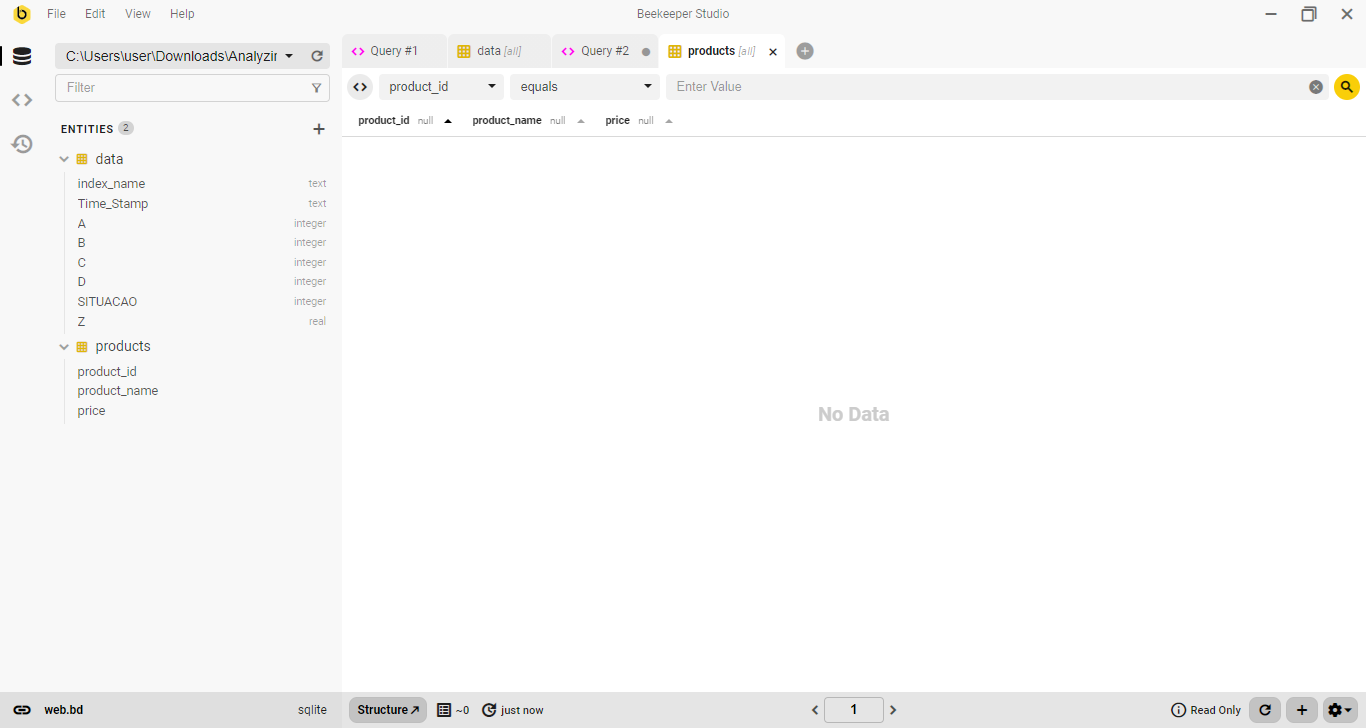 File Edit View Help Beekeeper Studio
C:\Users\user\Downloads\Analyzir
Filter
ENTITIES 2
data
index_name text
Time_Stamp text
A integer
B integer
C integer
D integer
SITUACAO integer
Z real
products
product_id
product_name
price
web.bd sqlite
Query #1 data [all] Query #2 products [all]
product_id equals Enter Value
product_id null product_name null price null
No Data
Structure ~0 just now 1 Read Only